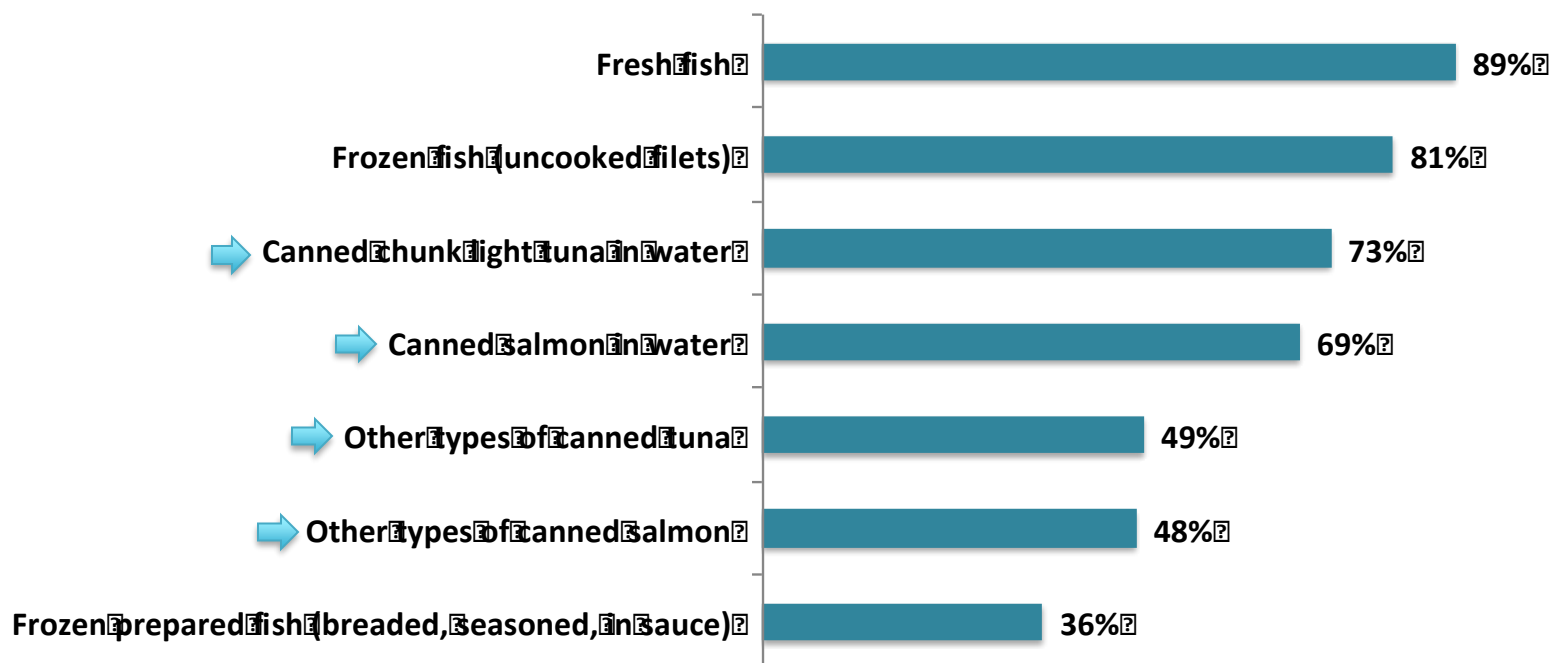 Fresh fish 89%
Frozen fish (uncooked filets) 81%
Canned chunk light tuna in water 73%
Canned salmon in water 69%
Other types of canned tuna 49%
Other types of canned salmon 48%
Frozen prepared fish (breaded, seasoned, in sauce) 36%